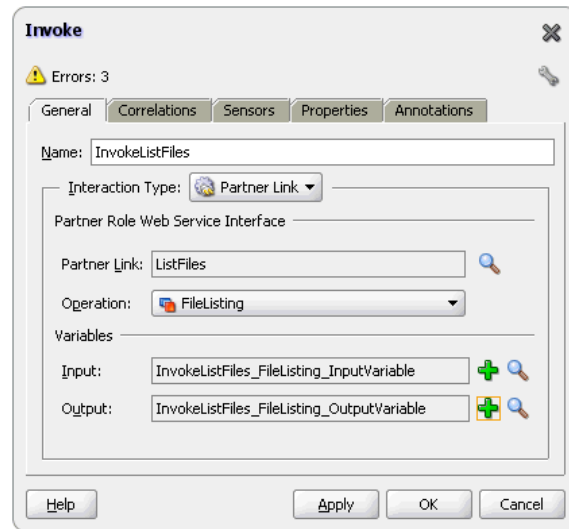 Invoke
Errors: 3
General Correlations Sensors Properties Annotations
Name: InvokeListFiles
Interaction Type: Partner Link
Partner Role Web Service Interface
Partner Link: ListFiles
Operation: FileListing
Variables
Input: InvokeListFiles_FileListing_InputVariable
Output: InvokeListFiles_FileListing_OutputVariable
Help Apply OK Cancel